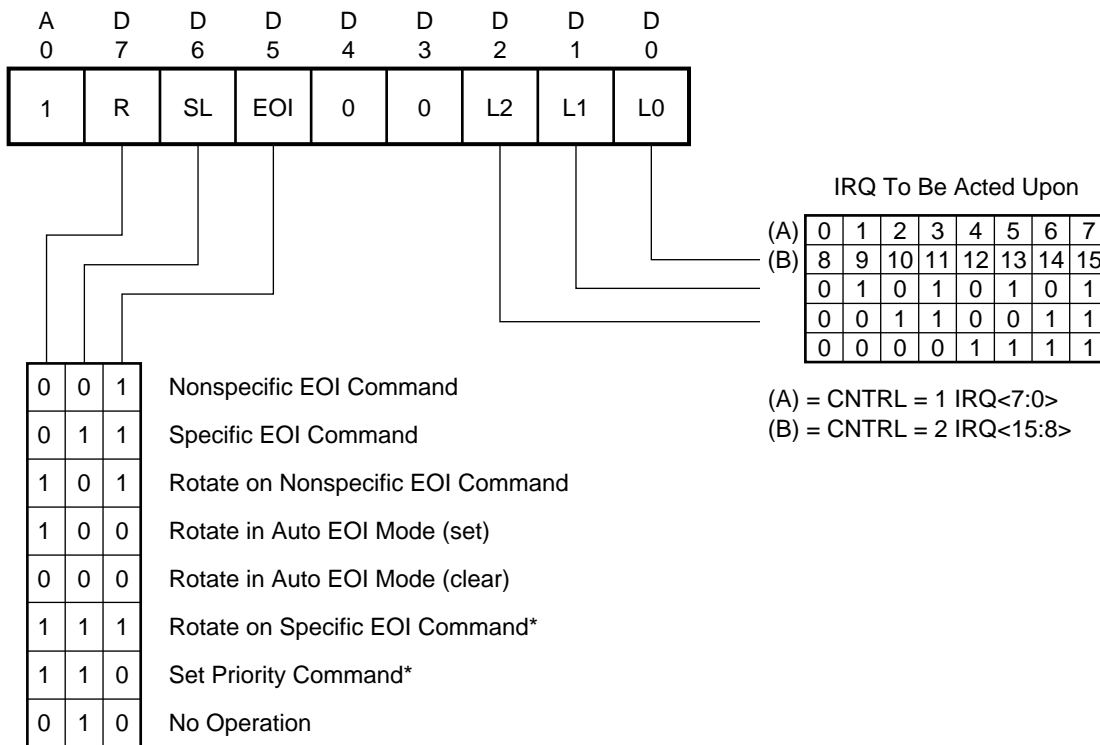 A D D D D D D D D
0 7 6 5 4 3 2 1 0
1 R SL EOI 0 0 L2 L1 L0
IRQ To Be Acted Upon
(A) 0 1 2 3 4 5 6 7
(B) 8 9 10 11 12 13 14 15
0 1 0 1 0 1 0 1
0 0 1 1 0 0 1 1
0 0 0 0 1 1 1 1
(A) = CNTRL = 1 IRQ<7:0>
(B) = CNTRL = 2 IRQ<15:8>
0 0 1 Nonspecific EOI Command
0 1 1 Specific EOI Command
1 0 1 Rotate on Nonspecific EOI Command
1 0 0 Rotate in Auto EOI Mode (set)
0 0 0 Rotate in Auto EOI Mode (clear)
1 1 1 Rotate on Specific EOI Command*
1 1 0 Set Priority Command*
0 1 0 No Operation